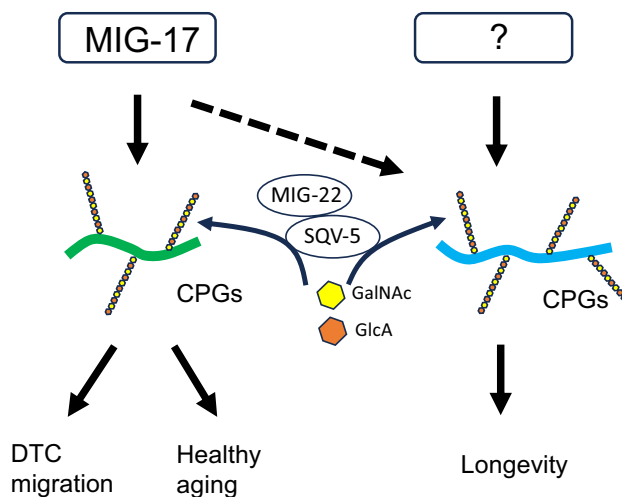 MIG-17
?
MIG-22
SQV-5
GalNAc
GlcA
CPGs
CPGs
DTC
migration
Healthy
aging
Longevity